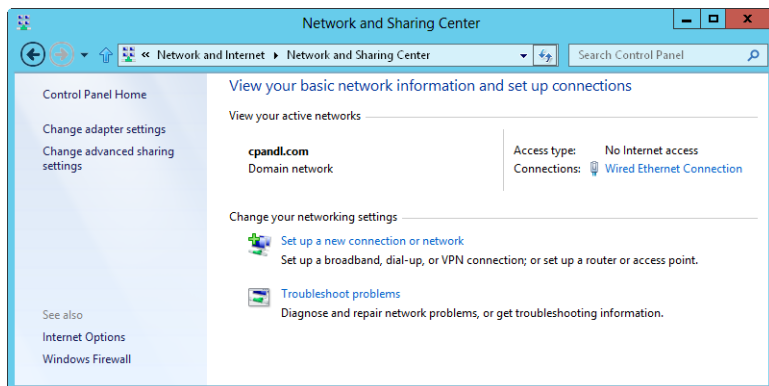 Network and Sharing Center
« Network and Internet Network and Sharing Center
Search Control Panel
Control Panel Home
Change adapter settings
Change advanced sharing
settings
See also
Internet Options
Windows Firewall
View your basic network information and set up connections
View your active networks
cpandl.com
Domain network
Access type: No Internet access
Connections: Wired Ethernet Connection
Change your networking settings
Set up a new connection or network
Set up a broadband, dial-up, or VPN connection; or set up a router or access point.
Troubleshoot problems
Diagnose and repair network problems, or get troubleshooting information.